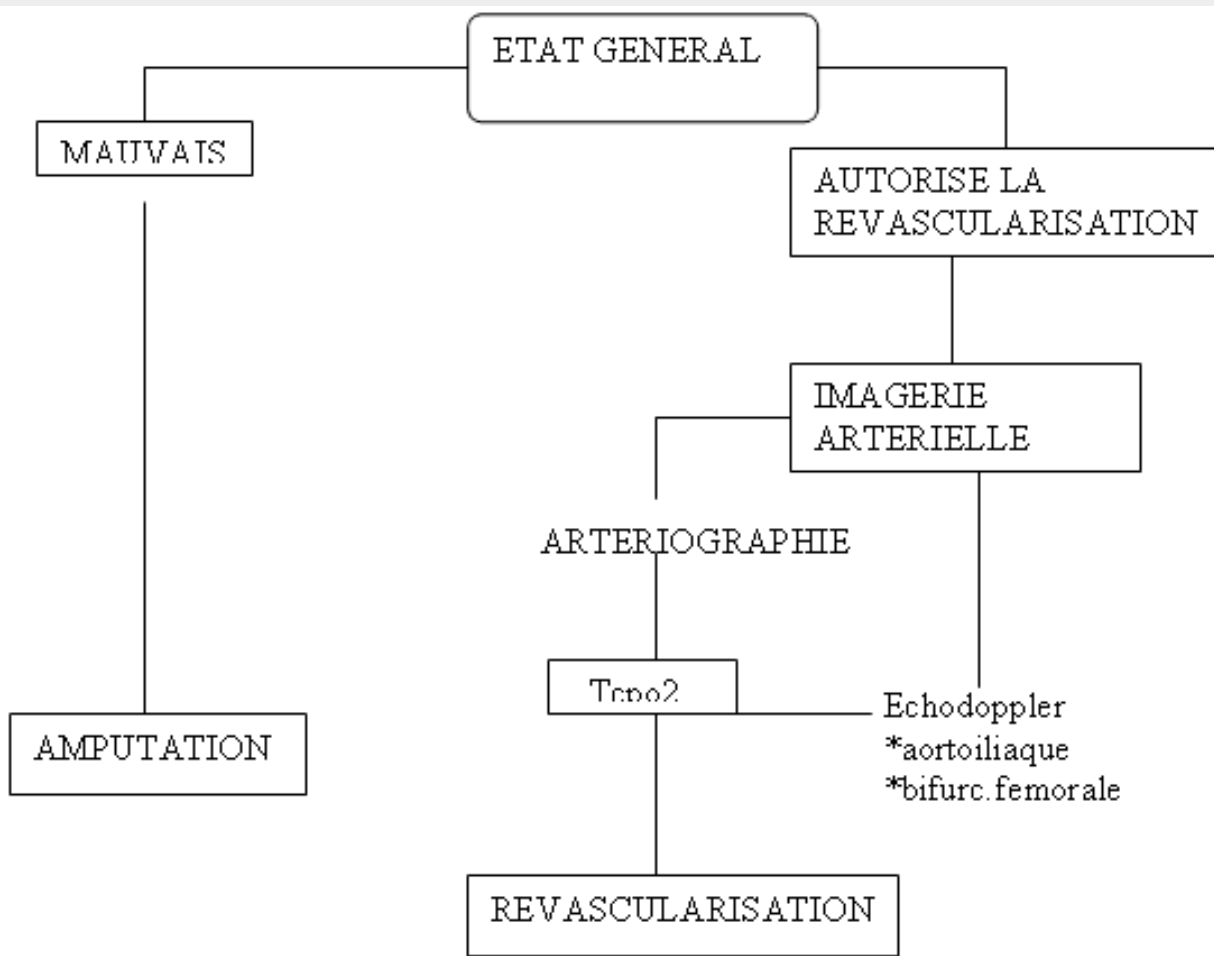 ETAT GENERAL
MAUVAIS
AUTORISE LA
REVASCULARISATION
IMAGERIE
ARTERIELLE
ARTERIOGRAPHIE
Tcpo2
Echodoppler
*aortoiliaque
*bifurc.femorale
AMPUTATION
REVASCULARISATION